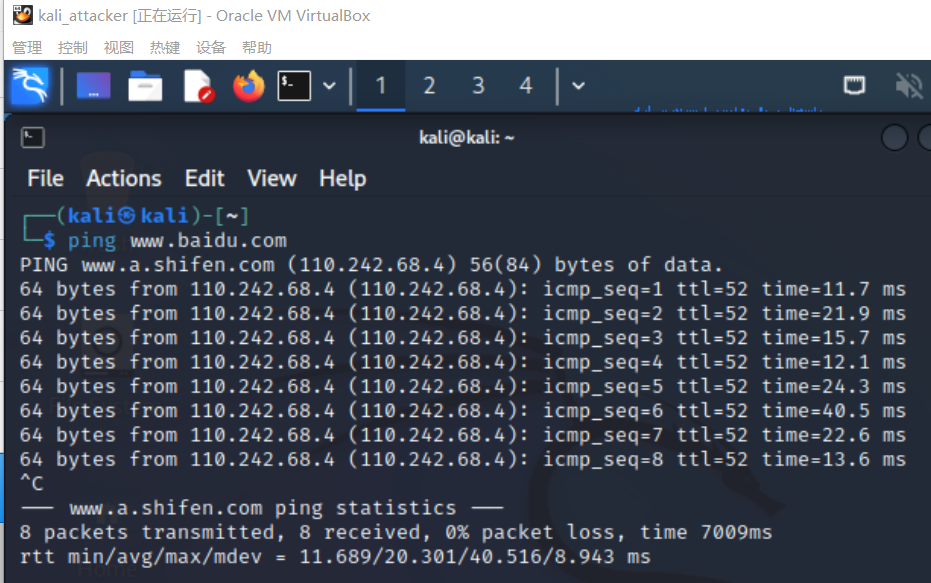 kali_attacker [正在运行] - Oracle VM VirtualBox
管理 控制 视图 热键 设备 帮助
1 2 3 4
kali@kali: ~
File Actions Edit View Help
┌──(kali㉿kali)-[~]
└─$ ping www.baidu.com
PING www.a.shifen.com (110.242.68.4) 56(84) bytes of data.
64 bytes from 110.242.68.4 (110.242.68.4): icmp_seq=1 ttl=52 time=11.7 ms
64 bytes from 110.242.68.4 (110.242.68.4): icmp_seq=2 ttl=52 time=21.9 ms
64 bytes from 110.242.68.4 (110.242.68.4): icmp_seq=3 ttl=52 time=15.7 ms
64 bytes from 110.242.68.4 (110.242.68.4): icmp_seq=4 ttl=52 time=12.1 ms
64 bytes from 110.242.68.4 (110.242.68.4): icmp_seq=5 ttl=52 time=24.3 ms
64 bytes from 110.242.68.4 (110.242.68.4): icmp_seq=6 ttl=52 time=40.5 ms
64 bytes from 110.242.68.4 (110.242.68.4): icmp_seq=7 ttl=52 time=22.6 ms
64 bytes from 110.242.68.4 (110.242.68.4): icmp_seq=8 ttl=52 time=13.6 ms
^C
--- www.a.shifen.com ping statistics ---
8 packets transmitted, 8 received, 0% packet loss, time 7009ms
rtt min/avg/max/mdev = 11.689/20.301/40.516/8.943 ms